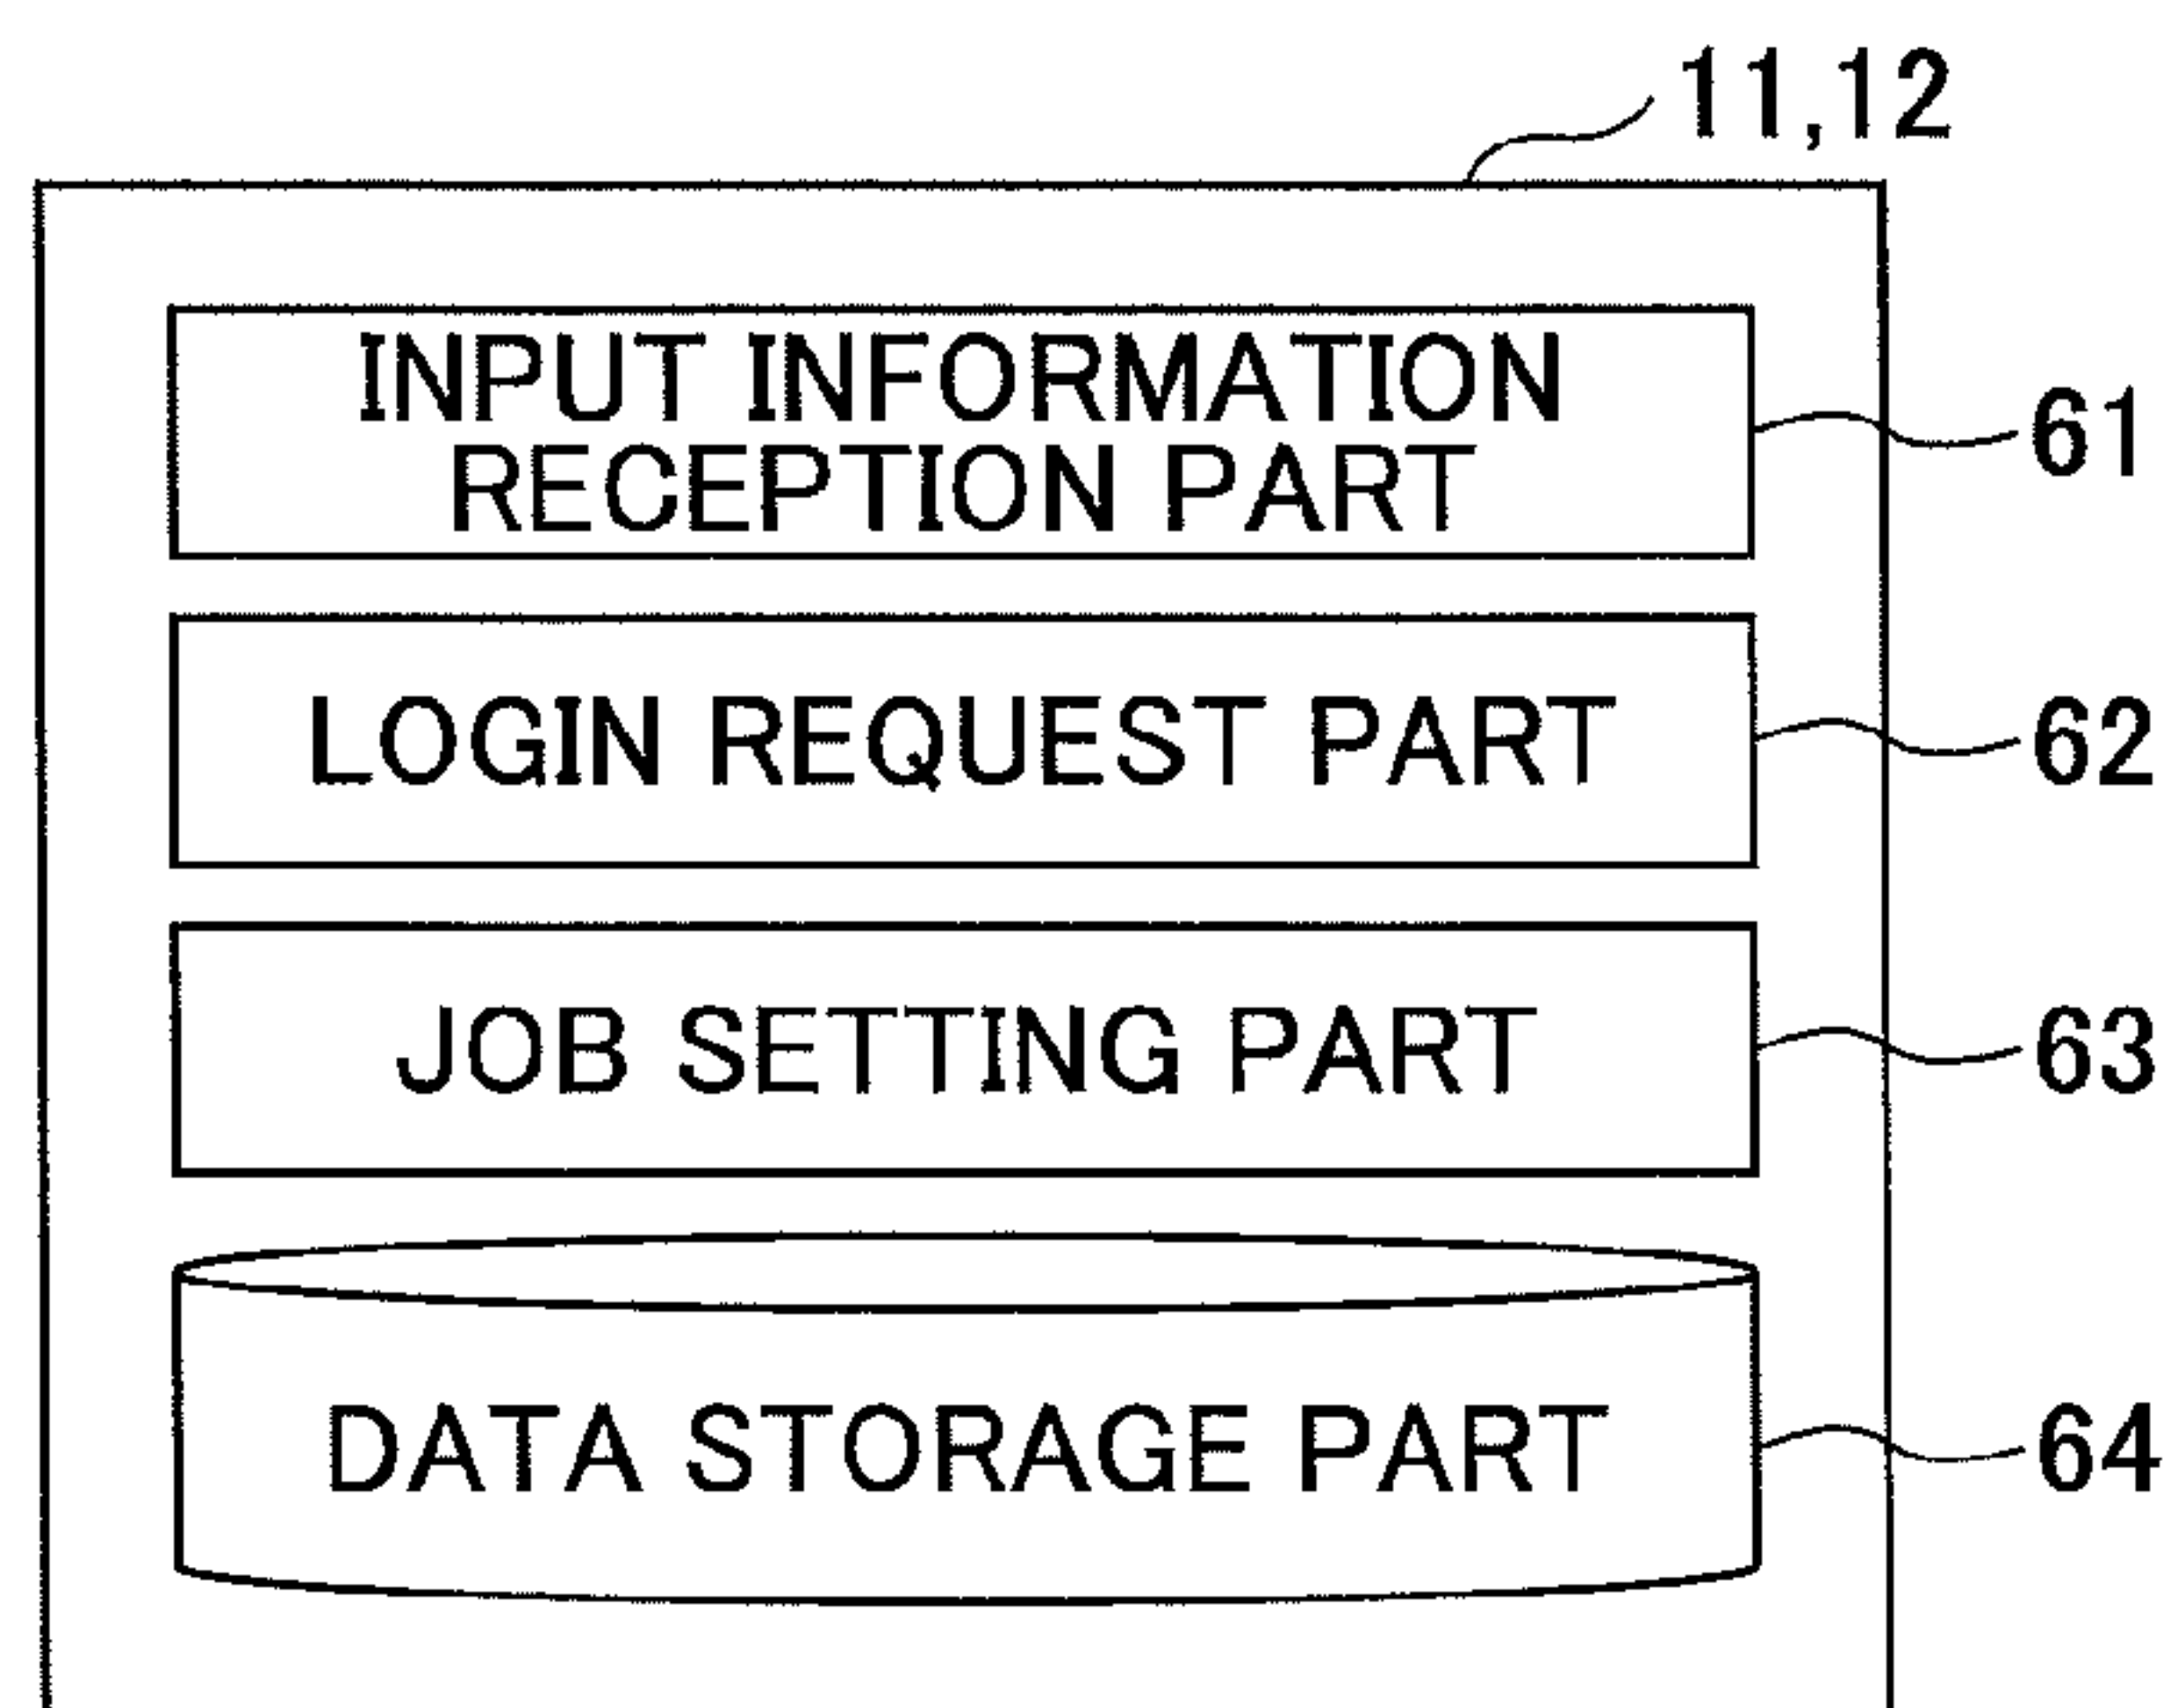 11,12
INPUT INFORMATION
RECEPTION PART
61
LOGIN REQUEST PART
62
JOB SETTING PART
63
DATA STORAGE PART
64